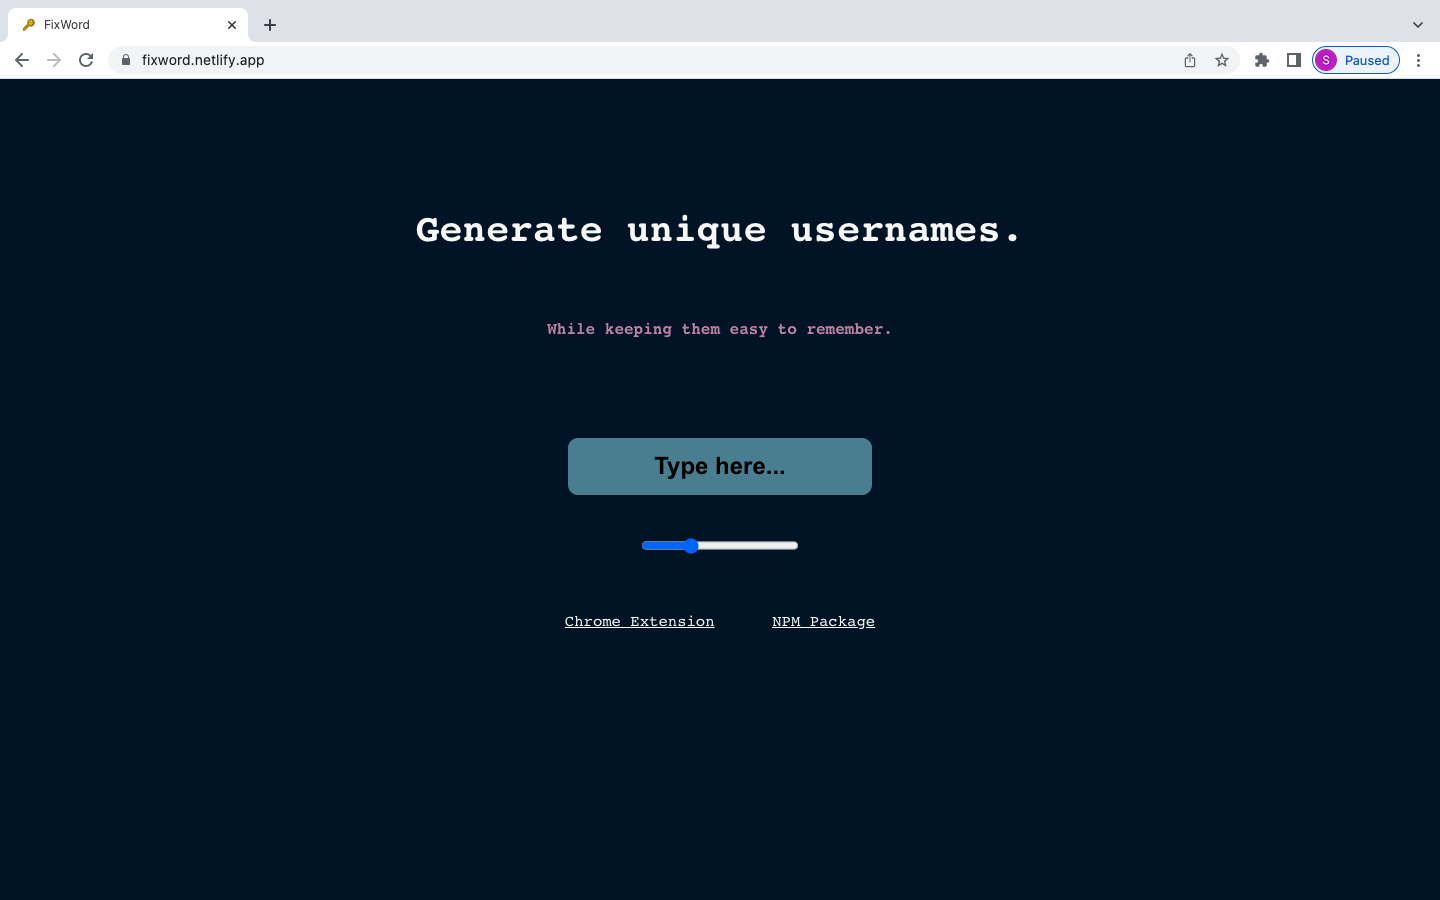 FixWord
fixword.netlify.app
S
Paused
Generate unique usernames.
While keeping them easy to remember.
Type here...
Chrome Extension
NPM Package